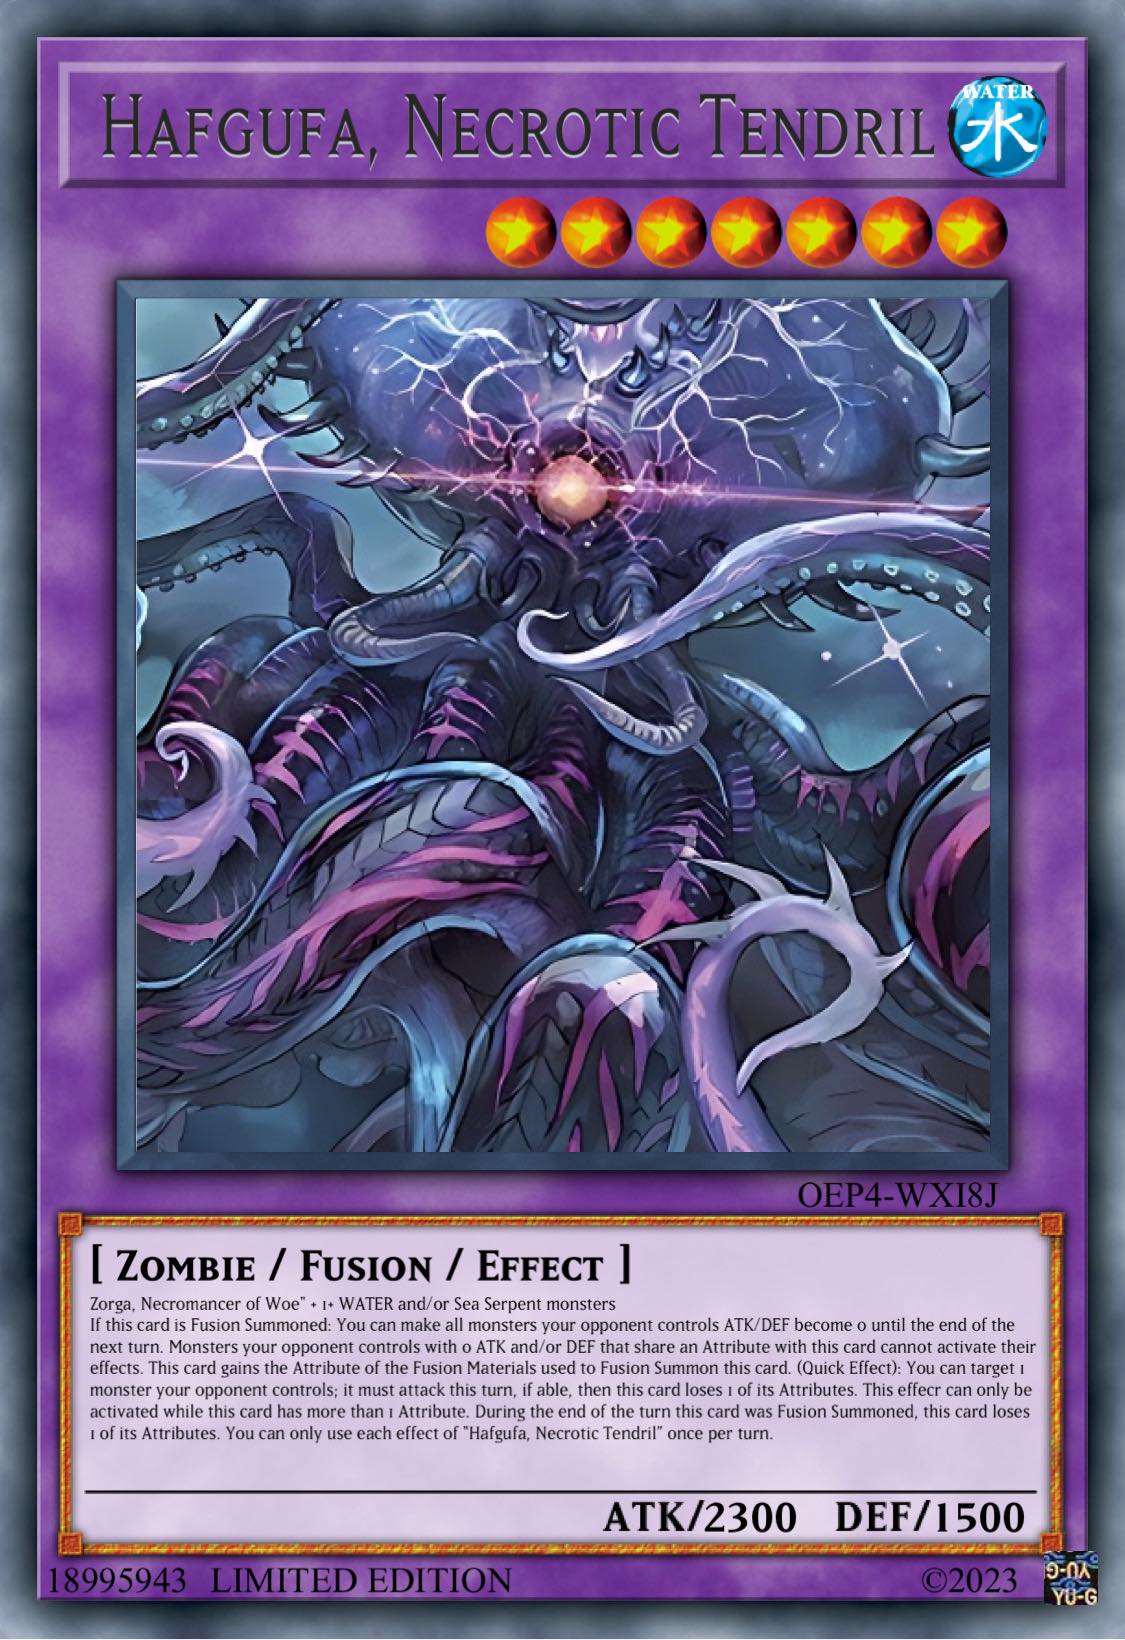 Hafgufa, Necrotic Tendril
WATER
水
OEP4-WXI8J
[ Zombie / Fusion / Effect ]
Zorga, Necromancer of Woe" + 1+ WATER and/or Sea Serpent monsters
If this card is Fusion Summoned: You can make all monsters your opponent controls ATK/DEF become 0 until the end of the
next turn. Monsters your opponent controls with 0 ATK and/or DEF that share an Attribute with this card cannot activate their
effects. This card gains the Attribute of the Fusion Materials used to Fusion Summon this card. (Quick Effect): You can target 1
monster your opponent controls; it must attack this turn, if able, then this card loses 1 of its Attributes. This effecr can only be
activated while this card has more than 1 Attribute. During the end of the turn this card was Fusion Summoned, this card loses
1 of its Attributes. You can only use each effect of "Hafgufa, Necrotic Tendril" once per turn.
ATK/2300 DEF/1500
18995943 LIMITED EDITION ©2023
YU-G
YU-G